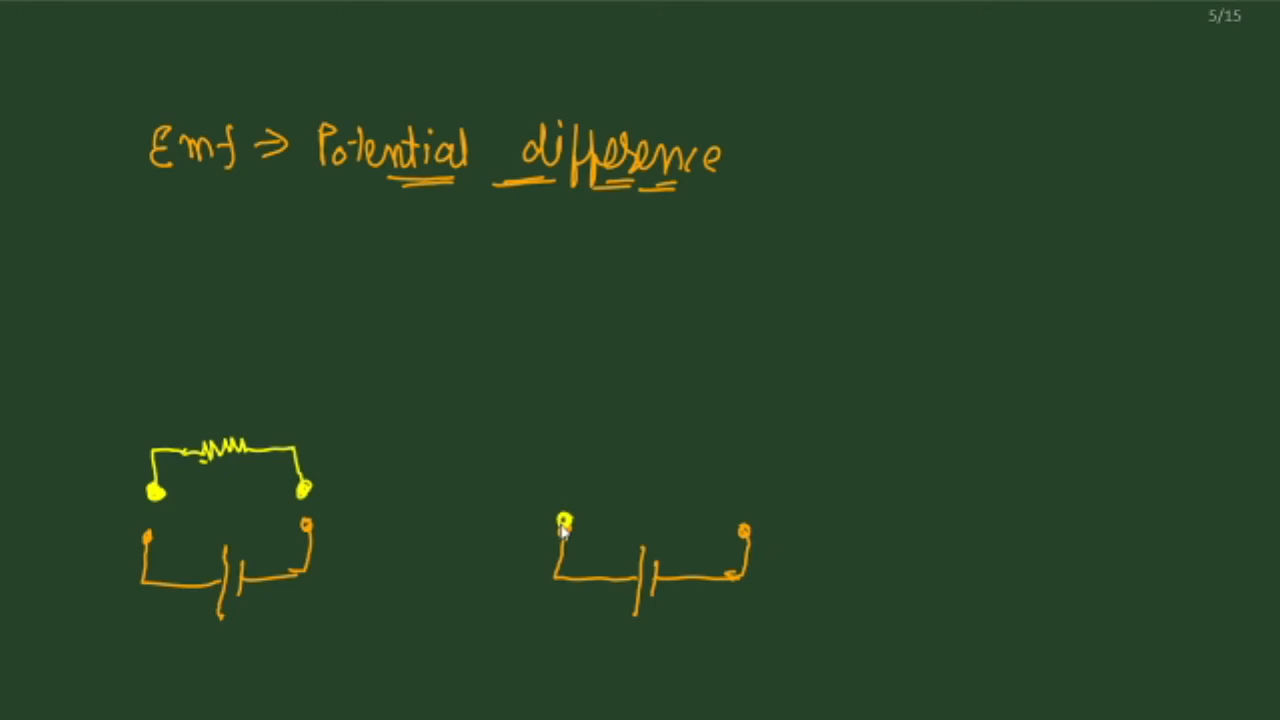 5/15
Emf ⇒ Potential difference